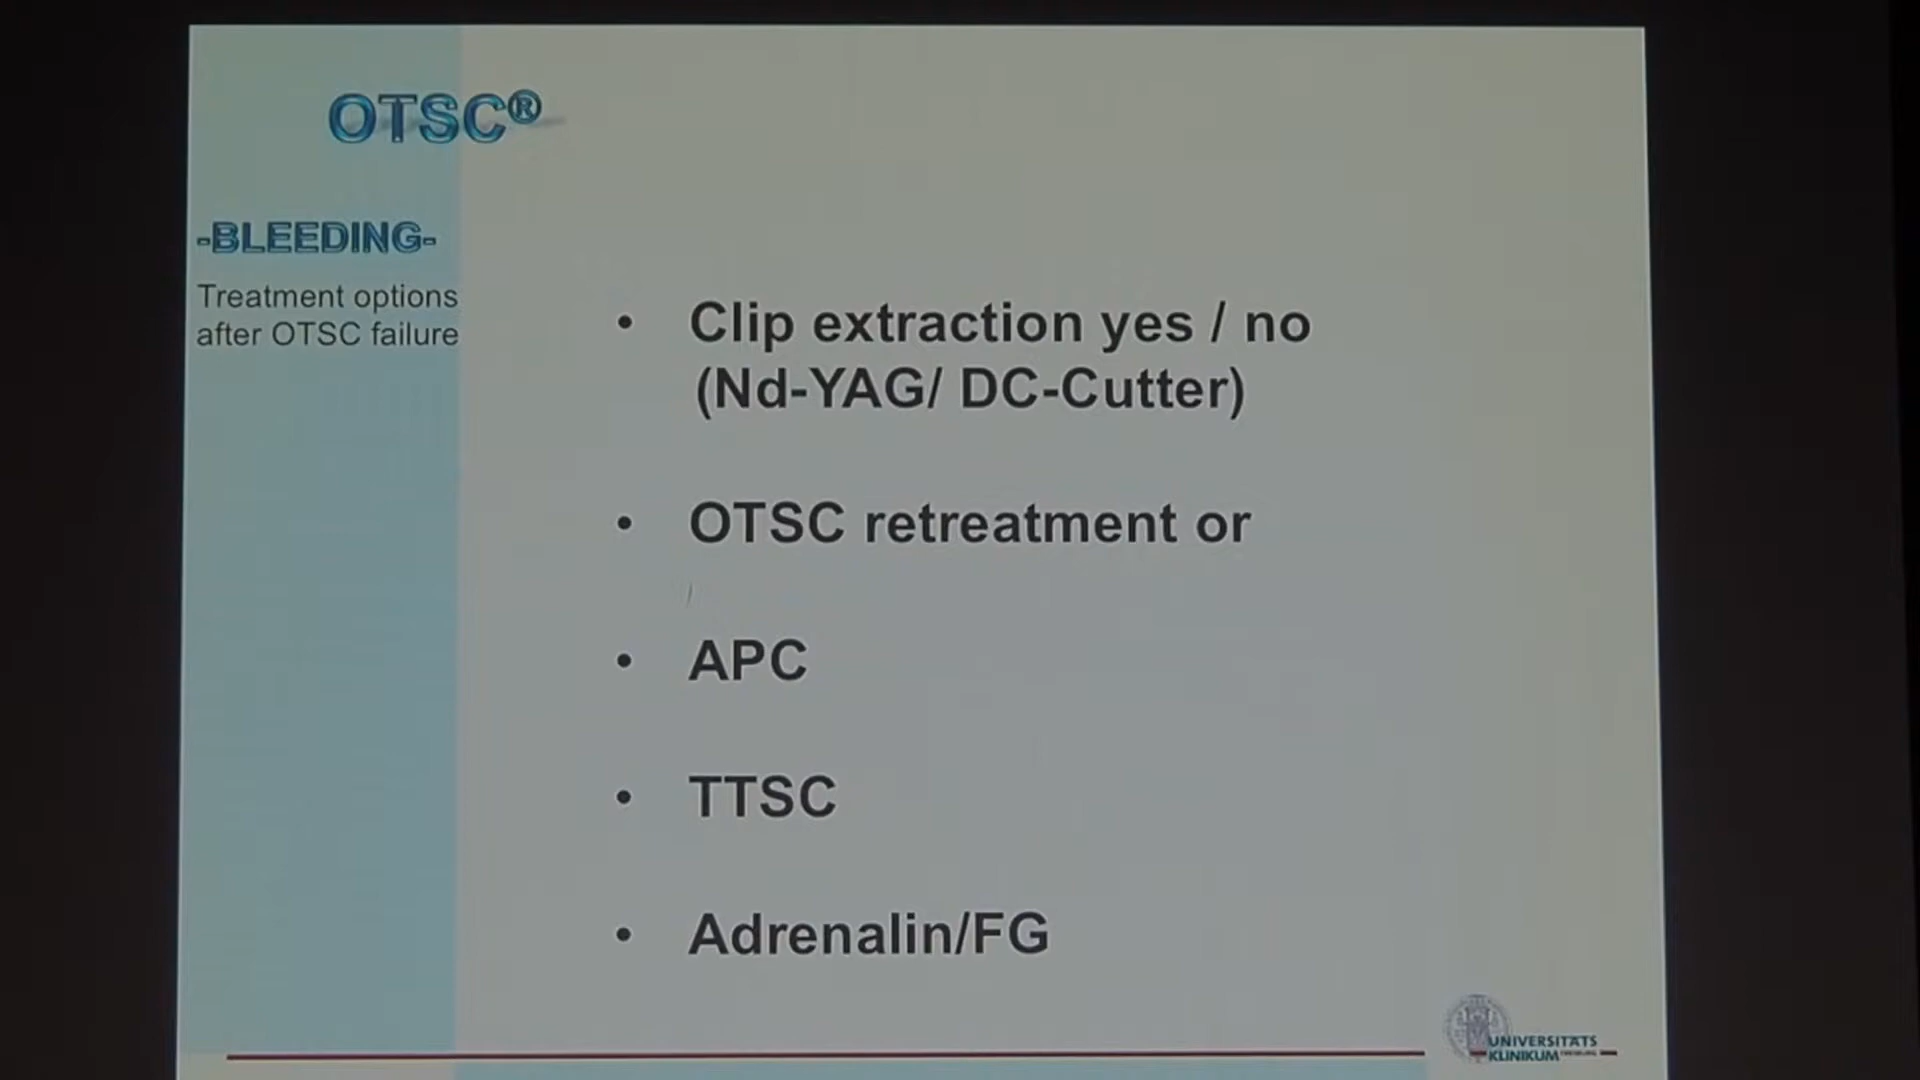 OTSC®
-BLEEDING-
Treatment options
after OTSC failure
• Clip extraction yes / no
(Nd-YAG/ DC-Cutter)
• OTSC retreatment or
• APC
• TTSC
• Adrenalin/FG
UNIVERSITÄTS
KLINIKUM